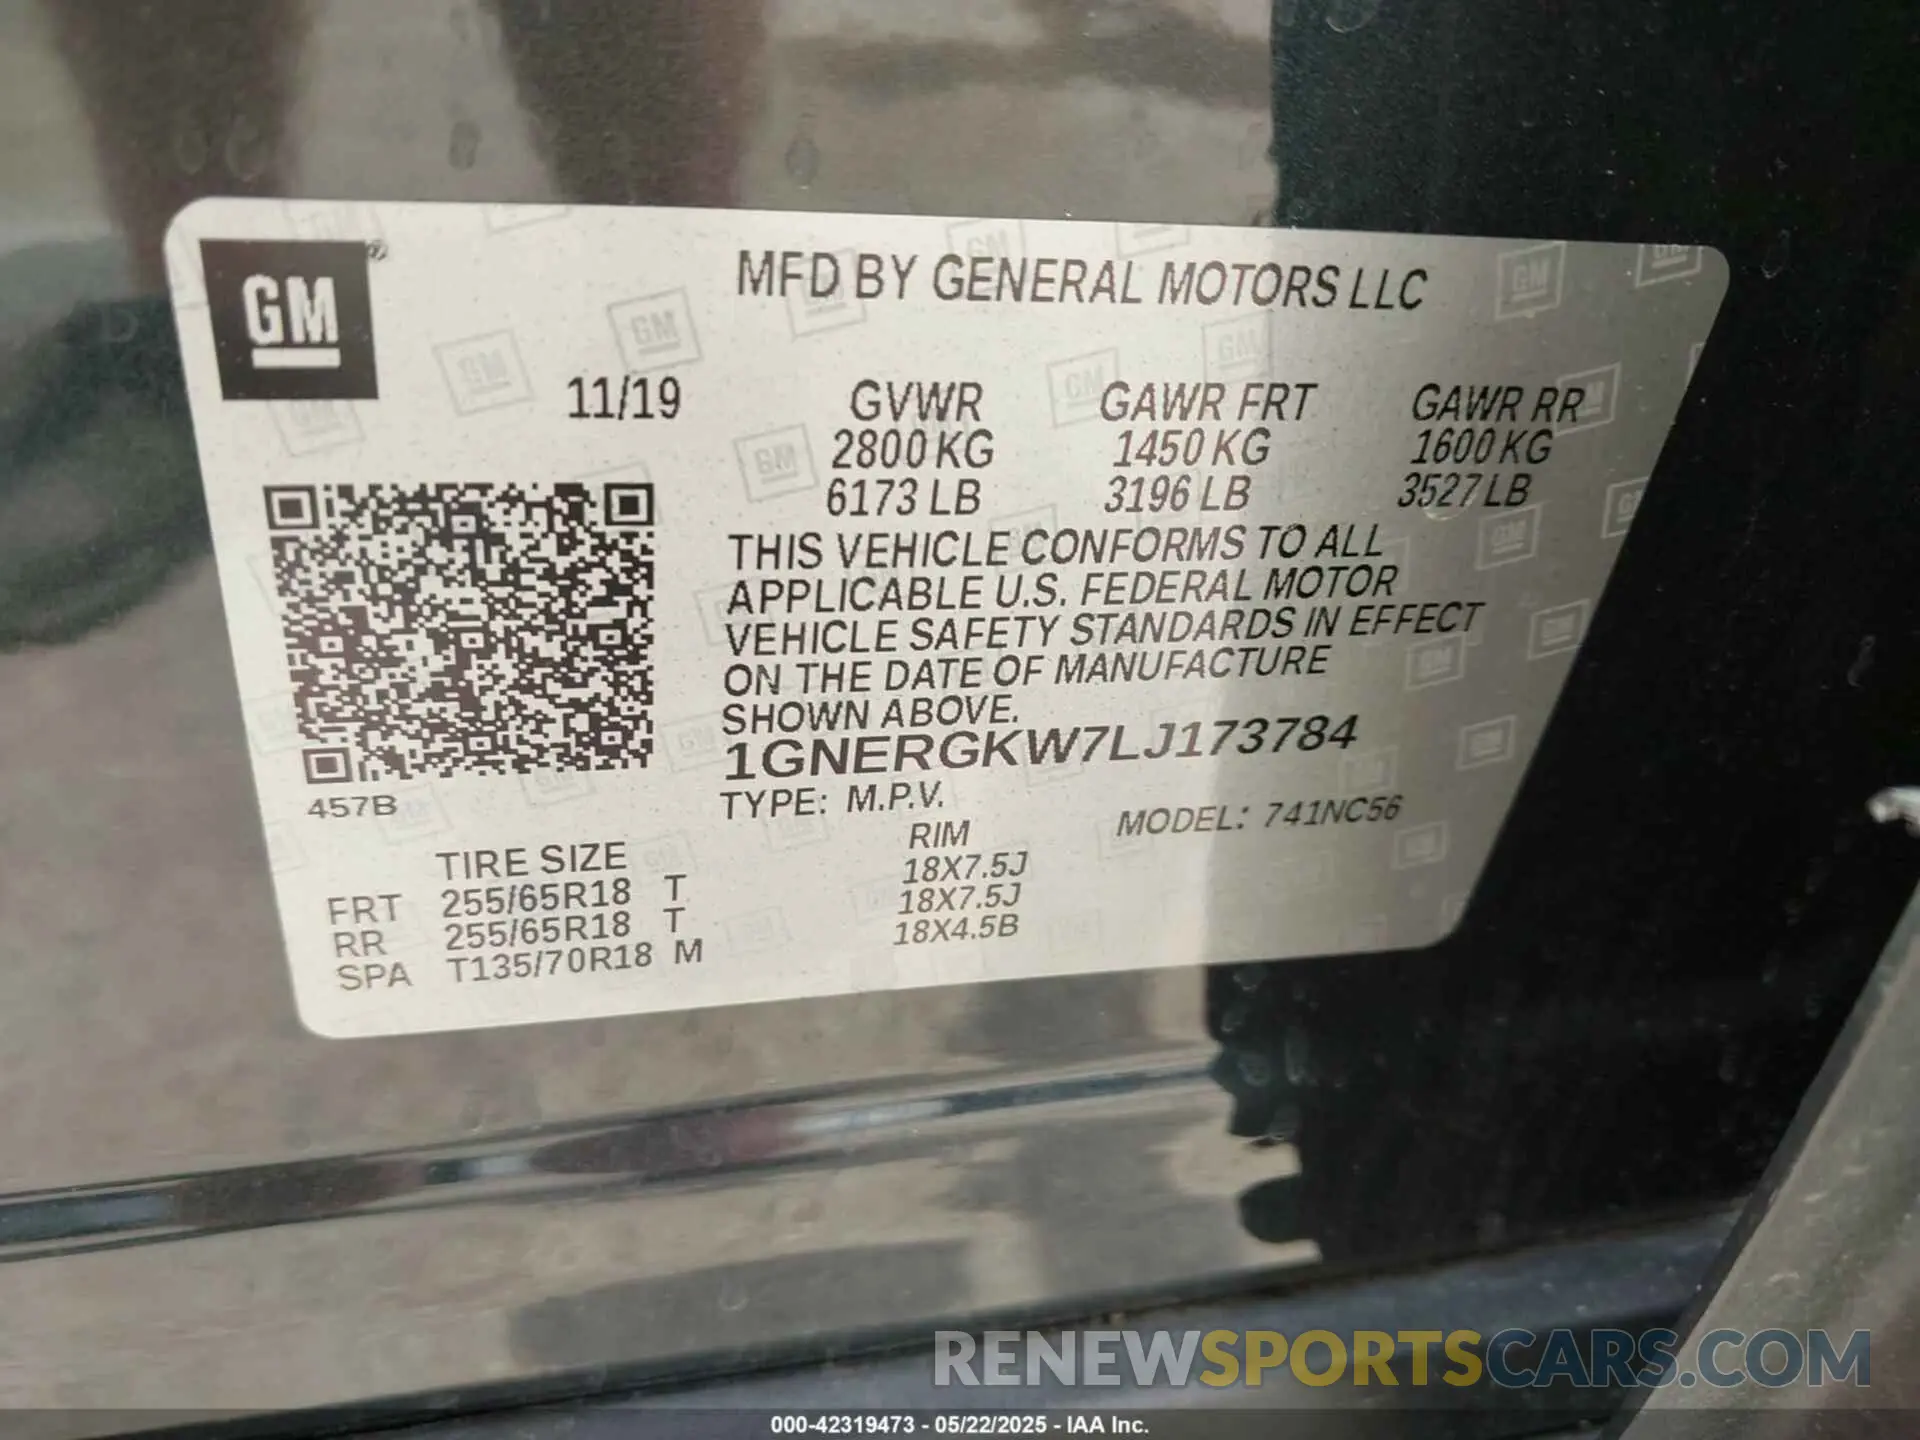 GM
MFD BY GENERAL MOTORS LLC
11/19 GVWR GAWR FRT GAWR RR
2800 KG 1450 KG 1600 KG
6173 LB 3196 LB 3527 LB
THIS VEHICLE CONFORMS TO ALL
APPLICABLE U.S. FEDERAL MOTOR
VEHICLE SAFETY STANDARDS IN EFFECT
ON THE DATE OF MANUFACTURE
SHOWN ABOVE.
1GNERGKW7LJ173784
457B TYPE: M.P.V. MODEL: 741NC56
TIRE SIZE RIM
FRT 255/65R18 T 18X7.5J
RR 255/65R18 T 18X7.5J
SPA T135/70R18 M 18X4.5B
RENEWSPORTSCARS.COM
000-42319473 - 05/22/2025 - IAA Inc.